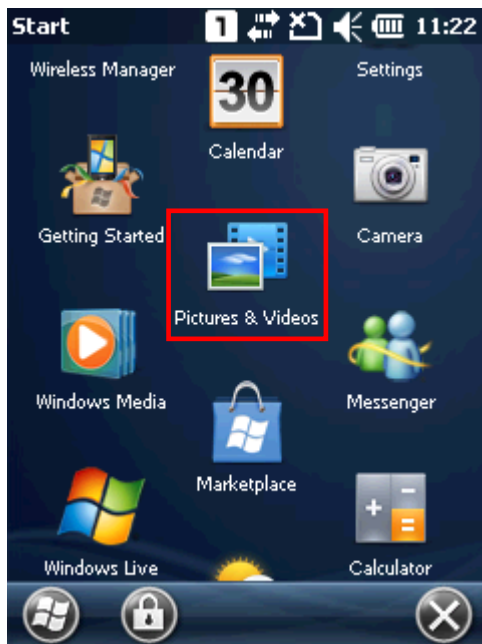 Start 1 11:22
Wireless Manager
30
Settings
Calendar
Getting Started
Camera
Pictures & Videos
Windows Media
Messenger
Marketplace
Windows Live
Calculator